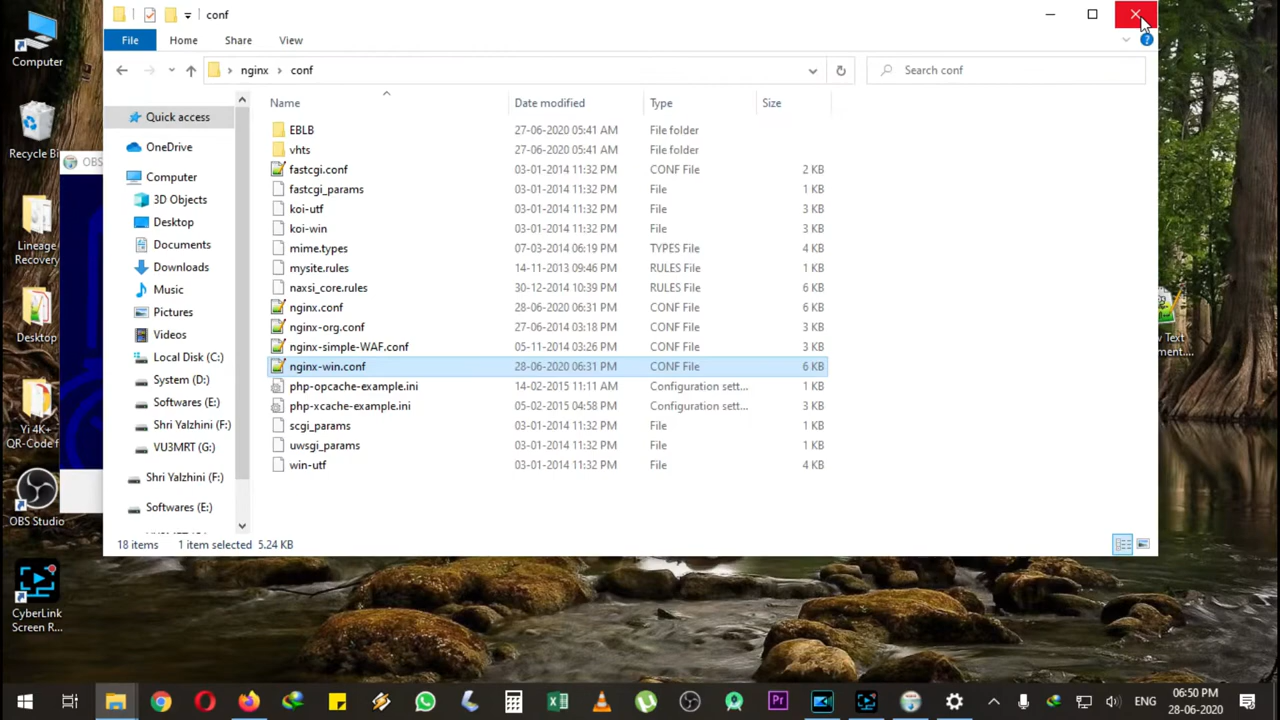 conf
File Home Share View
nginx conf
Search conf
Computer
Recycle Bi
OBS
Lineage Recovery
Desktop
Yi 4K+
QR-Code f
OBS Studio
CyberLink
Screen R...
Quick access
OneDrive
Computer
3D Objects
Desktop
Documents
Downloads
Music
Pictures
Videos
Local Disk (C:)
System (D:)
Softwares (E:)
Shri Yalzhini (F:)
VU3MRT (G:)
Shri Yalzhini (F:)
Softwares (E:)
Name Date modified Type Size
EBLB 27-06-2020 05:41 AM File folder
vhts 27-06-2020 05:41 AM File folder
fastcgi.conf 03-01-2014 11:32 PM CONF File 2 KB
fastcgi_params 03-01-2014 11:32 PM File 1 KB
koi-utf 03-01-2014 11:32 PM File 3 KB
koi-win 03-01-2014 11:32 PM File 3 KB
mime.types 07-03-2014 06:19 PM TYPES File 4 KB
mysite.rules 14-11-2013 09:46 PM RULES File 1 KB
naxsi_core.rules 30-12-2014 10:39 PM RULES File 6 KB
nginx.conf 28-06-2020 06:31 PM CONF File 6 KB
nginx-org.conf 27-06-2014 03:18 PM CONF File 3 KB
nginx-simple-WAF.conf 05-11-2014 03:26 PM CONF File 3 KB
nginx-win.conf 28-06-2020 06:31 PM CONF File 6 KB
php-opcache-example.ini 14-02-2015 11:11 AM Configuration sett... 1 KB
php-xcache-example.ini 05-02-2015 04:58 PM Configuration sett... 3 KB
scgi_params 03-01-2014 11:32 PM File 1 KB
uwsgi_params 03-01-2014 11:32 PM File 1 KB
win-utf 03-01-2014 11:32 PM File 4 KB
18 items 1 item selected 5.24 KB
Text
ment....
ENG
06:50 PM
28-06-2020